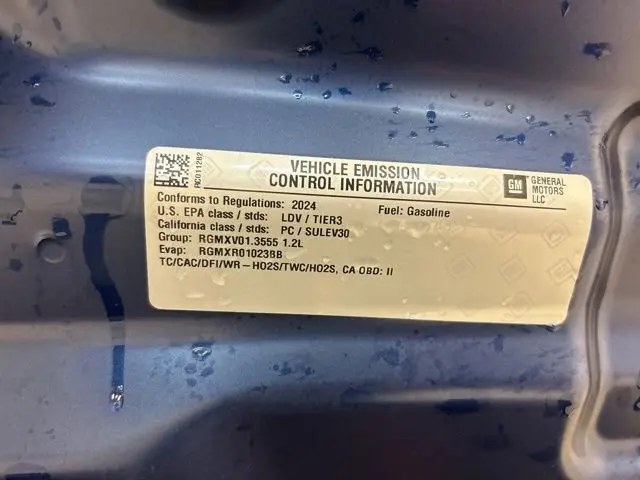 VEHICLE EMISSION
CONTROL INFORMATION
GM GENERAL
MOTORS
LLC
Conforms to Regulations: 2024 Fuel: Gasoline
U.S. EPA class / stds: LDV / TIER3
California class / stds: PC / SULEV30
Group: RGMXV01.3555 1.2L
Evap: RGMXR0102388
TC/CAC/DFI/WR-HO2S/TWC/HO2S, CA OBD: II